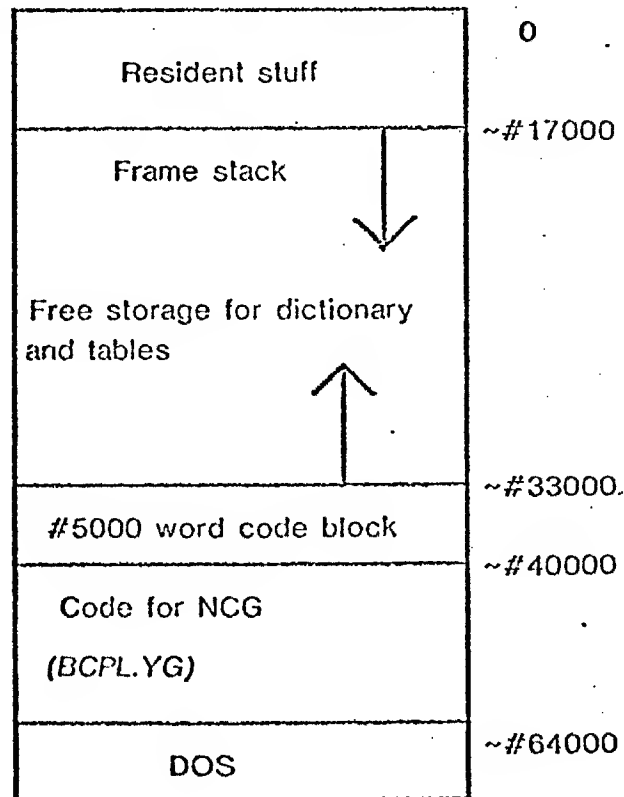 0
Resident stuff
~#17000
Frame stack
Free storage for dictionary
and tables
~#33000
#5000 word code block
~#40000
Code for NCG
(BCPL.YG)
~#64000
DOS